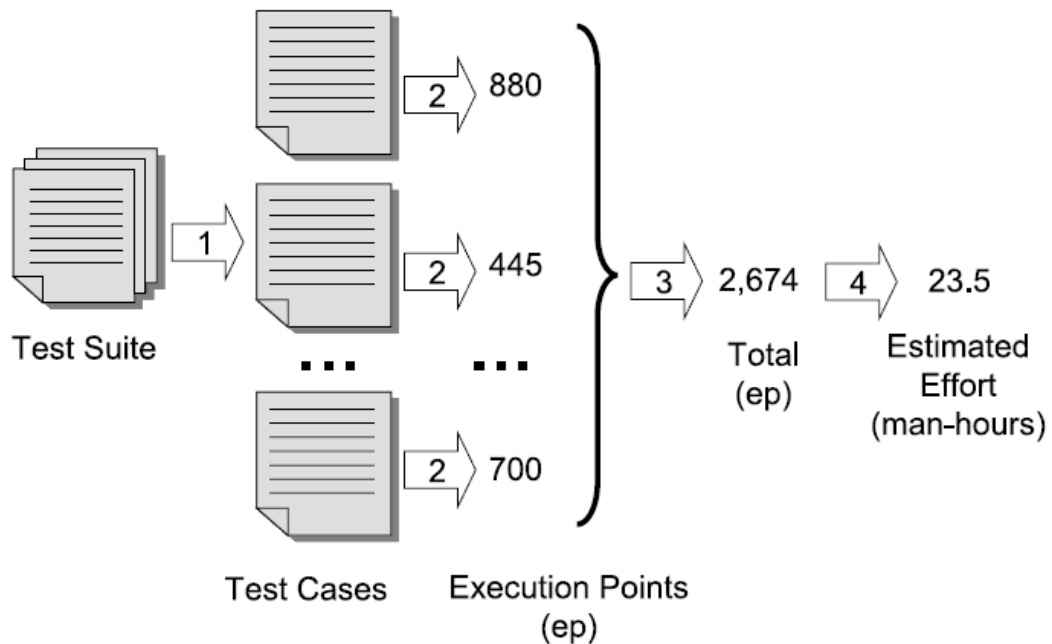 2
880
1
2
445
3
2,674
4
23.5
Test Suite
...
...
Total
(ep)
Estimated
Effort
(man-hours)
2
700
Test Cases
Execution Points
(ep)